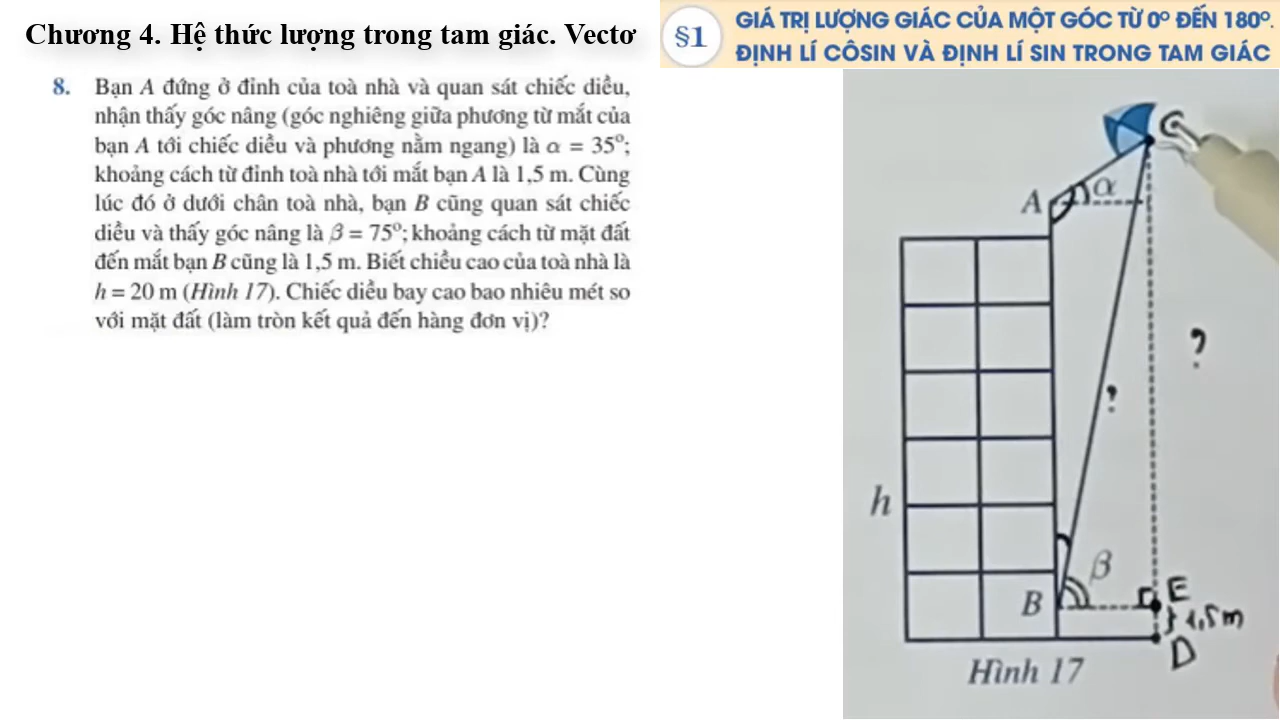 Chương 4. Hệ thức lượng trong tam giác. Vectơ
§1
GIÁ TRỊ LƯỢNG GIÁC CỦA MỘT GÓC TỪ 0° ĐẾN 180°.
ĐỊNH LÍ CÔSIN VÀ ĐỊNH LÍ SIN TRONG TAM GIÁC
8. Bạn A đứng ở đỉnh của toà nhà và quan sát chiếc diều,
nhận thấy góc nâng (góc nghiêng giữa phương từ mắt của
bạn A tới chiếc diều và phương nằm ngang) là α = 35°;
khoảng cách từ đỉnh toà nhà tới mắt bạn A là 1,5 m. Cùng
lúc đó ở dưới chân toà nhà, bạn B cũng quan sát chiếc
diều và thấy góc nâng là β = 75°; khoảng cách từ mặt đất
đến mắt bạn B cũng là 1,5 m. Biết chiều cao của toà nhà là
h = 20 m (Hình 17). Chiếc diều bay cao bao nhiêu mét so
với mặt đất (làm tròn kết quả đến hàng đơn vị)?
C
A α
?
?
h
β
B E
1,5m
D
Hình 17